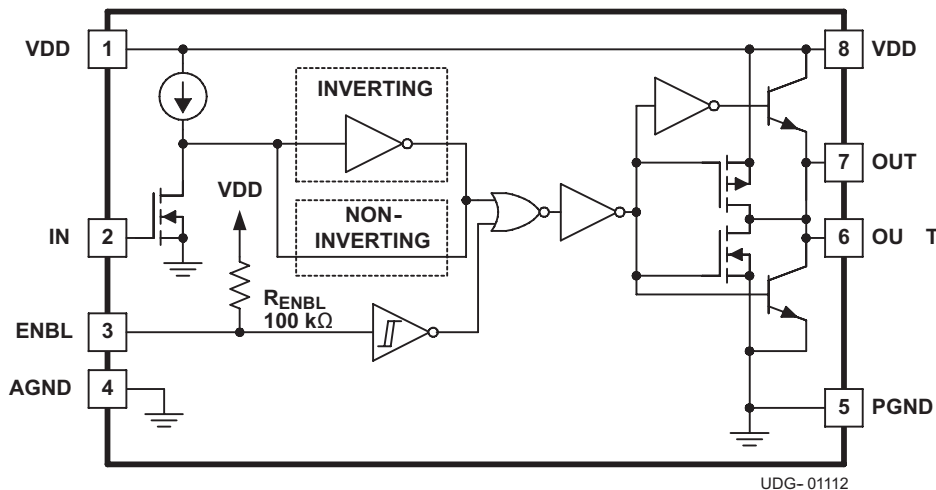 VDD 1
8 VDD
INVERTING
7 OUT
VDD
NON-
INVERTING
IN 2
6 OU T
RENBL
100 kΩ
ENBL 3
AGND 4
5 PGND
UDG-01112